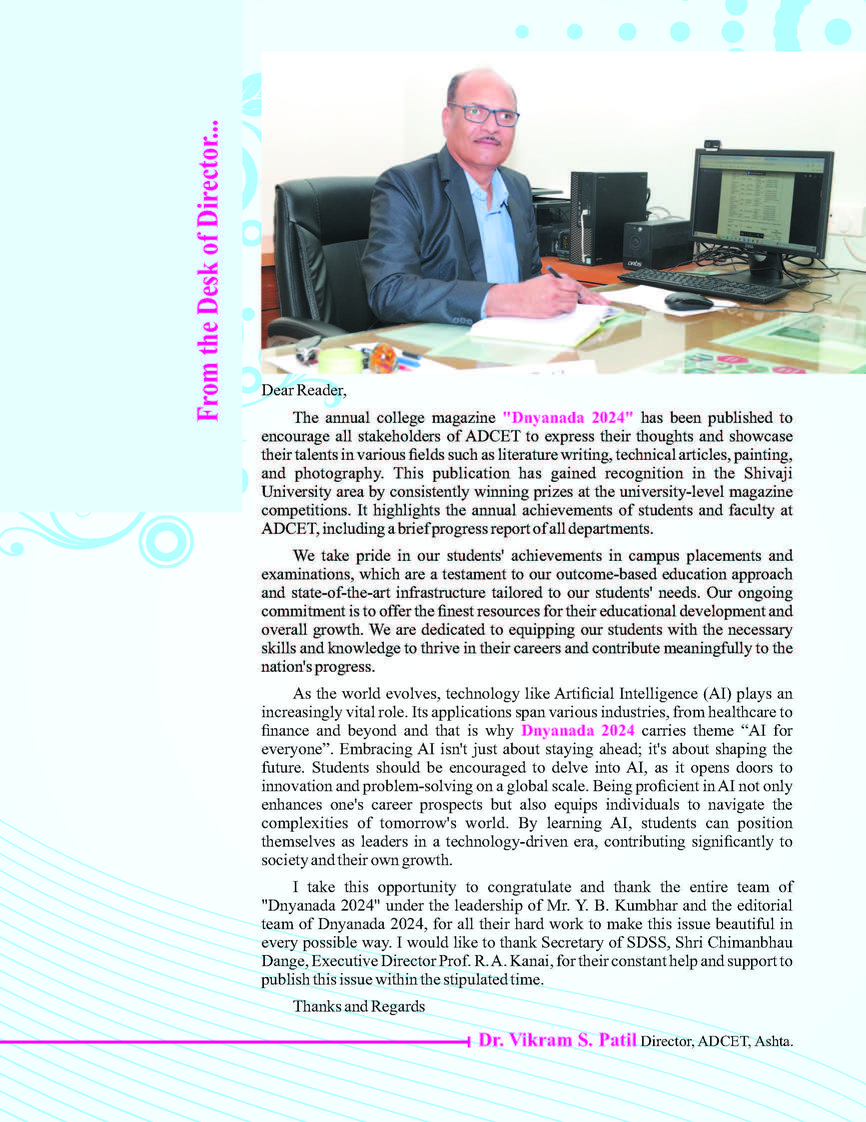 From the Desk of Director...
Dear Reader,
The annual college magazine "Dnyanada 2024" has been published to
encourage all stakeholders of ADCET to express their thoughts and showcase
their talents in various fields such as literature writing, technical articles, painting,
and photography. This publication has gained recognition in the Shivaji
University area by consistently winning prizes at the university-level magazine
competitions. It highlights the annual achievements of students and faculty at
ADCET, including a brief progress report of all departments.
We take pride in our students' achievements in campus placements and
examinations, which are a testament to our outcome-based education approach
and state-of-the-art infrastructure tailored to our students' needs. Our ongoing
commitment is to offer the finest resources for their educational development and
overall growth. We are dedicated to equipping our students with the necessary
skills and knowledge to thrive in their careers and contribute meaningfully to the
nation's progress.
As the world evolves, technology like Artificial Intelligence (AI) plays an
increasingly vital role. Its applications span various industries, from healthcare to
finance and beyond and that is why Dnyanada 2024 carries theme “AI for
everyone”. Embracing AI isn't just about staying ahead; it's about shaping the
future. Students should be encouraged to delve into AI, as it opens doors to
innovation and problem-solving on a global scale. Being proficient in AI not only
enhances one's career prospects but also equips individuals to navigate the
complexities of tomorrow's world. By learning AI, students can position
themselves as leaders in a technology-driven era, contributing significantly to
society and their own growth.
I take this opportunity to congratulate and thank the entire team of
"Dnyanada 2024" under the leadership of Mr. Y. B. Kumbhar and the editorial
team of Dnyanada 2024, for all their hard work to make this issue beautiful in
every possible way. I would like to thank Secretary of SDSS, Shri Chimanbhau
Dange, Executive Director Prof. R. A. Kanai, for their constant help and support to
publish this issue within the stipulated time.
Thanks and Regards
Dr. Vikram S. Patil Director, ADCET, Ashta.